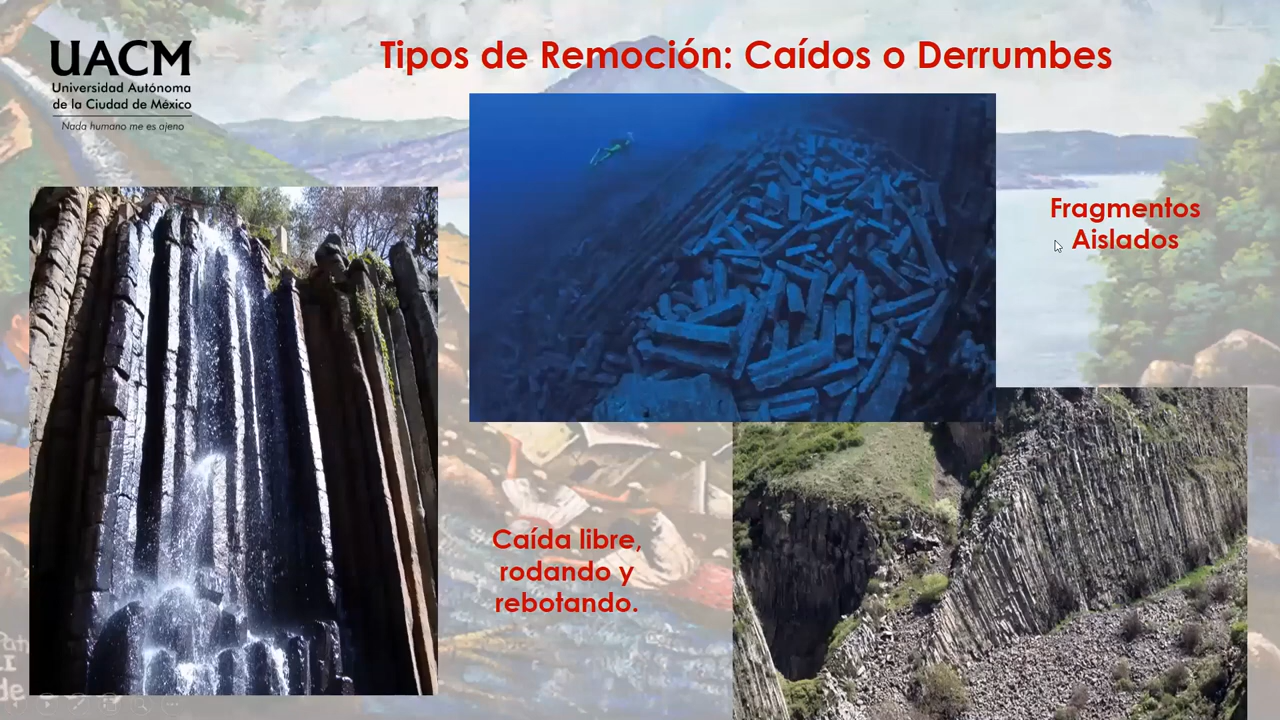 UACM
Universidad Autónoma
de la Ciudad de México
Nada humano me es ajeno
Tipos de Remoción: Caídos o Derrumbes
Fragmentos
Aislados
Caída libre,
rodando y
rebotando.